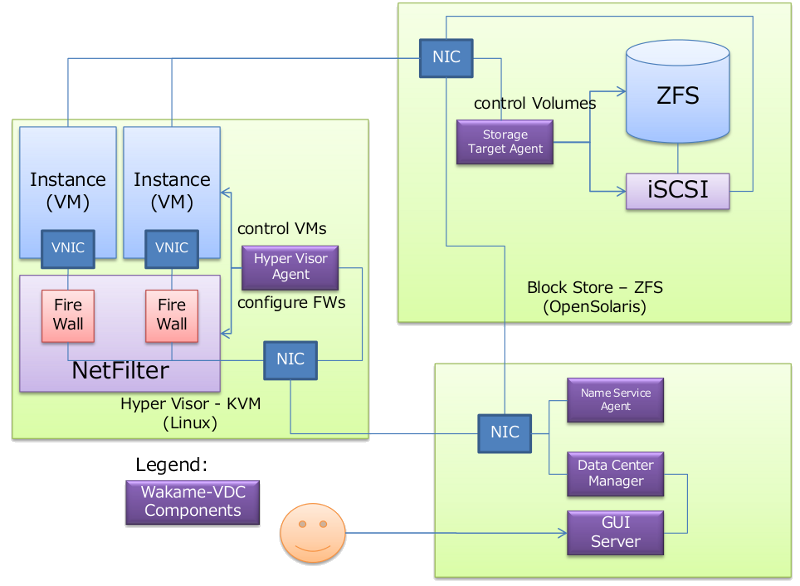 NIC
control Volumes
ZFS
Storage
Target Agent
iSCSI
Block Store – ZFS
(OpenSolaris)
Instance
(VM)
Instance
(VM)
VNIC
VNIC
control VMs
Hyper Visor
Agent
configure FWs
Fire
Wall
Fire
Wall
NIC
NetFilter
Hyper Visor - KVM
(Linux)
NIC
Name Service
Agent
Data Center
Manager
GUI
Server
Legend:
Wakame-VDC
Components